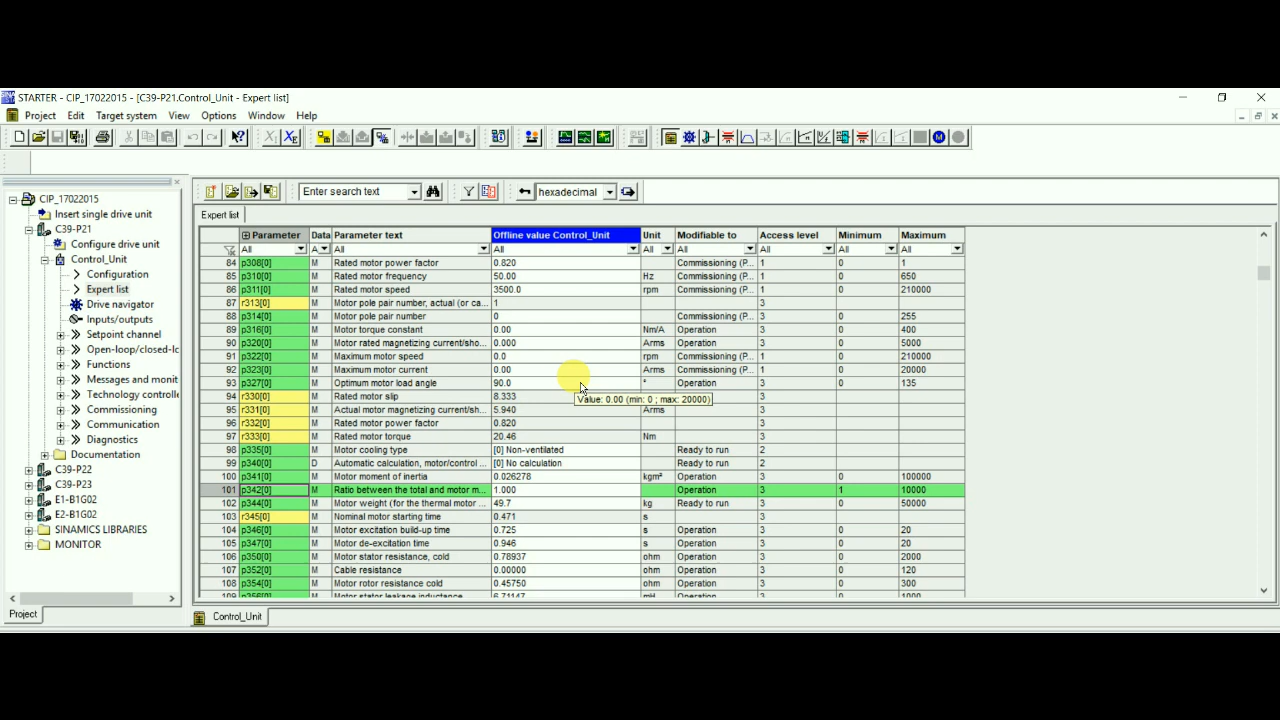 STARTER - CIP_17022015 - [C39-P21.Control_Unit - Expert list]
Project Edit Target system View Options Window Help
Enter search text hexadecimal
CIP_17022015
Insert single drive unit
C39-P21
Configure drive unit
Control_Unit
Configuration
Expert list
Drive navigator
Inputs/outputs
Setpoint channel
Open-loop/closed-lc
Functions
Messages and monit
Technology controlle
Commissioning
Communication
Diagnostics
Documentation
C39-P22
C39-P23
E1-B1G02
E2-B1G02
SINAMICS LIBRARIES
MONITOR
Project
Expert list
Parameter Data Parameter text Offline value Control_Unit Unit Modifiable to Access level Minimum Maximum
All A... All All All All All All All
84 p308[0] M Rated motor power factor 0.820 Commissioning (P... 1 0 1
85 p310[0] M Rated motor frequency 50.00 Hz Commissioning (P... 1 0 650
86 p311[0] M Rated motor speed 3500.0 rpm Commissioning (P... 1 0 210000
87 r313[0] M Motor pole pair number, actual (or ca... 1 3
88 p314[0] M Motor pole pair number 0 Commissioning (P... 3 0 255
89 p316[0] M Motor torque constant 0.00 Nm/A Operation 3 0 400
90 p320[0] M Motor rated magnetizing current/sho... 0.000 Arms Operation 3 0 5000
91 p322[0] M Maximum motor speed 0.0 rpm Commissioning (P... 1 0 210000
92 p323[0] M Maximum motor current 0.00 Arms Commissioning (P... 1 0 20000
93 p327[0] M Optimum motor load angle 90.0 ° Operation 3 0 135
94 r330[0] M Rated motor slip 8.333 3
Value: 0.00 (min: 0 ; max: 20000)
95 r331[0] M Actual motor magnetizing current/sh... 5.940 Arms 3
96 r332[0] M Rated motor power factor 0.820 3
97 r333[0] M Rated motor torque 20.46 Nm 3
98 p335[0] M Motor cooling type [0] Non-ventilated Ready to run 2
99 p340[0] D Automatic calculation, motor/control ... [0] No calculation Ready to run 2
100 p341[0] M Motor moment of inertia 0.026278 kgm² Operation 3 0 100000
101 p342[0] M Ratio between the total and motor m... 1.000 Operation 3 1 10000
102 p344[0] M Motor weight (for the thermal motor ... 49.7 kg Ready to run 3 0 50000
103 r345[0] M Nominal motor starting time 0.471 s 3
104 p346[0] M Motor excitation build-up time 0.725 s Operation 3 0 20
105 p347[0] M Motor de-excitation time 0.946 s Operation 3 0 20
106 p350[0] M Motor stator resistance, cold 0.78937 ohm Operation 3 0 2000
107 p352[0] M Cable resistance 0.00000 ohm Operation 3 0 120
108 p354[0] M Motor rotor resistance cold 0.45750 ohm Operation 3 0 300
109 p356[0] M Motor stator leakage inductance 6.71147 mH Operation 3 0 1000
Control_Unit